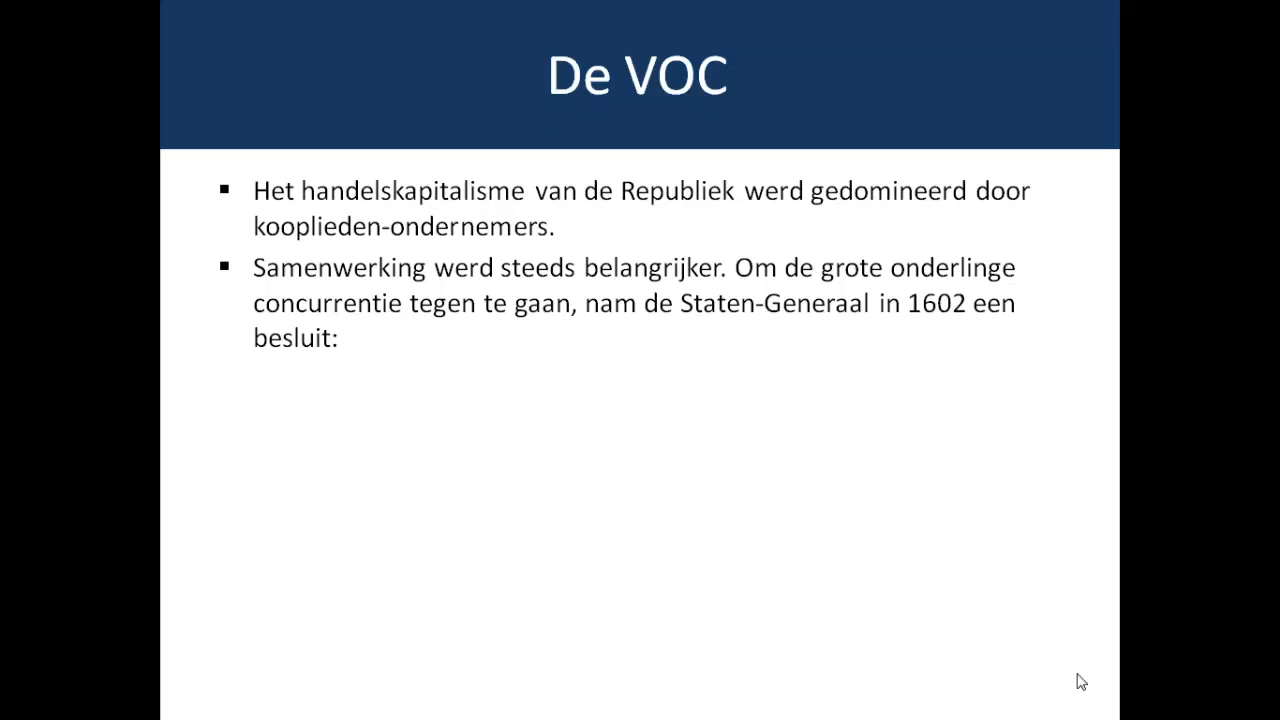 De VOC
Het handelskapitalisme van de Republiek werd gedomineerd door
kooplieden-ondernemers.
Samenwerking werd steeds belangrijker. Om de grote onderlinge
concurrentie tegen te gaan, nam de Staten-Generaal in 1602 een
besluit: